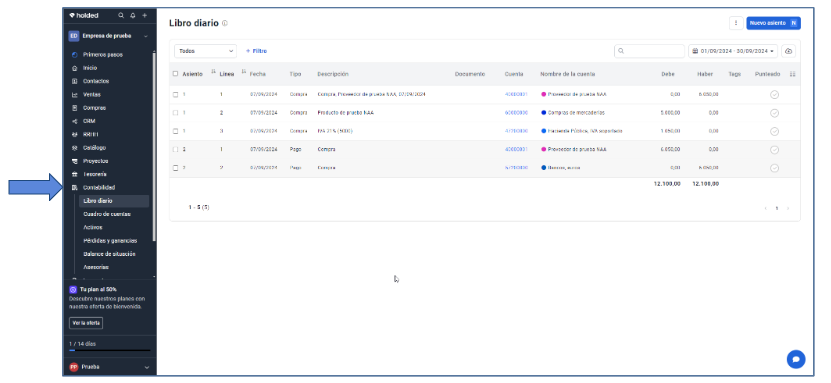 holded
Empresa de prueba
Primeros pasos
Inicio
Contactos
Ventas
Compras
CRM
RRHH
Catálogo
Proyectos
Tesorería
Contabilidad
Libro diario
Cuadro de cuentas
Activos
Pérdidas y ganancias
Balance de situación
Asesorías
Tu plan al 50%
Descubre nuestros planes con
nuestra oferta de bienvenida.
Ver la oferta
1 / 14 días
PP Prueba
Libro diario
Nuevo asiento N
Todos + Filtro 01/09/2024 - 30/09/2024
Asiento Línea Fecha Tipo Descripción Documento Cuenta Nombre de la cuenta Debe Haber Tags Punteado
1 1 07/09/2024 Compra Compra, Proveedor de prueba NAA, 07/09/2024 Proveedor de prueba NAA 0,00 6.050,00
1 2 07/09/2024 Compra Producto de prueba NAA 60000000 Compras de mercaderías 5.000,00 0,00
1 3 07/09/2024 Compra IVA 21% (5000) 47200000 Hacienda Pública, IVA soportado 1.050,00 0,00
2 1 07/09/2024 Pago Compra Proveedor de prueba NAA 6.050,00 0,00
2 2 07/09/2024 Pago Compra 57200000 Bancos, euros 0,00 6.050,00
12.100,00 12.100,00
1 - 5 (5) 1